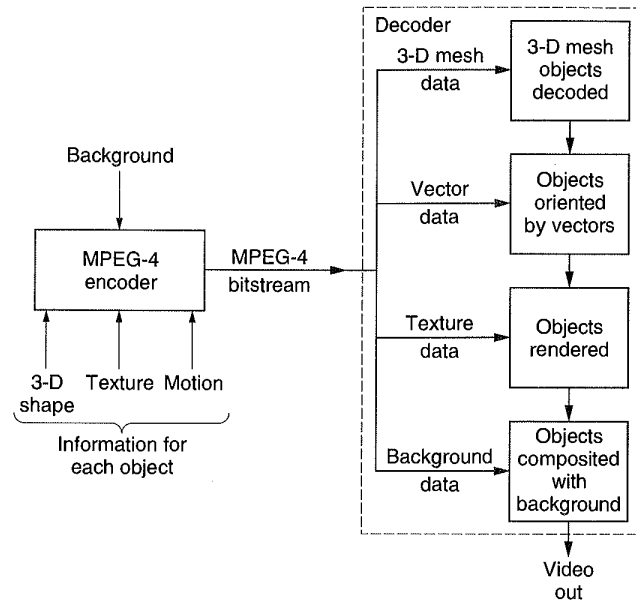 Decoder
3-D mesh
data
3-D mesh
objects
decoded
Background
Vector
data
Objects
oriented
by vectors
MPEG-4
encoder
MPEG-4
bitstream
Texture
data
Objects
rendered
3-D
shape
Texture
Motion
Information for
each object
Background
data
Objects
composited
with
background
Video
out